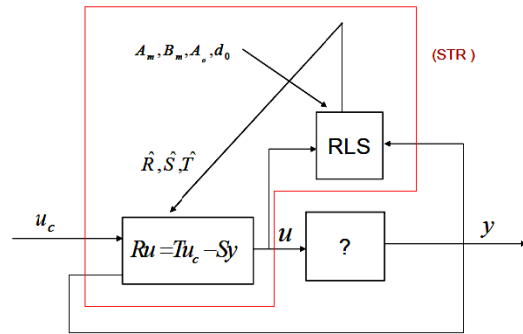 A_m, B_m, A_o, d_0
(STR)
RLS
R̂, Ŝ, T̂
u_c
Ru = Tu_c − Sy
u
?
y